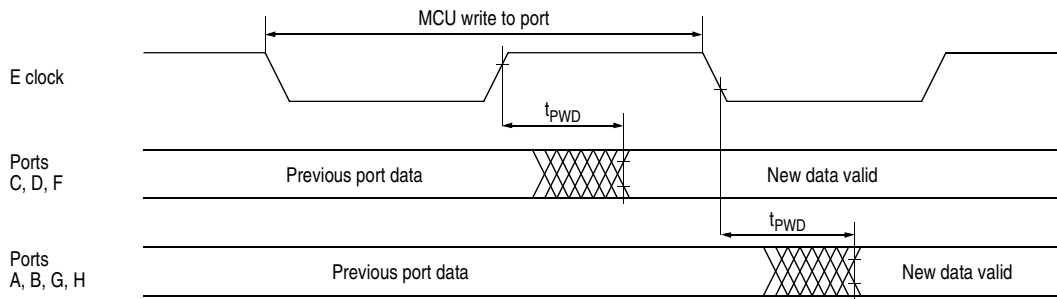 MCU write to port
E clock
tPWD
Ports
C, D, F
Previous port data
New data valid
tPWD
Ports
A, B, G, H
Previous port data
New data valid